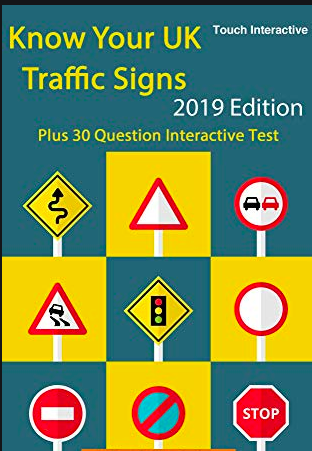 Know Your UK
Touch Interactive
Traffic Signs
2019 Edition
Plus 30 Question Interactive Test
STOP